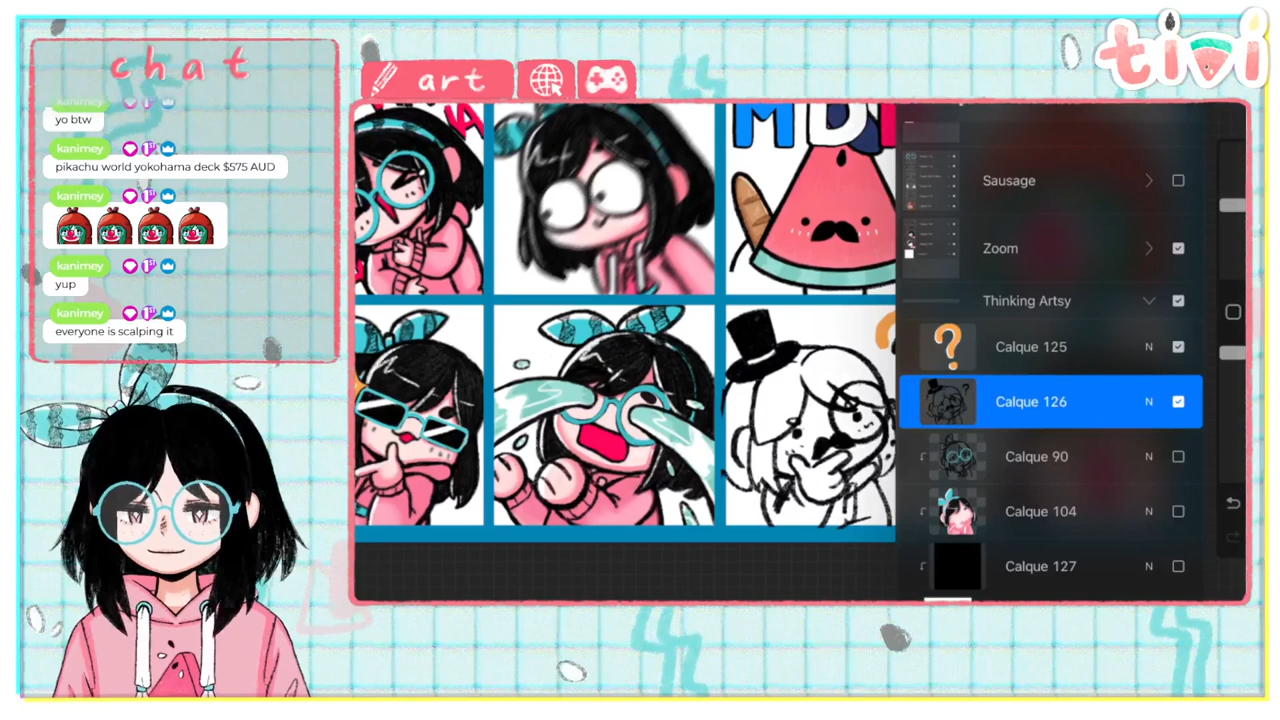 chat
art
tivi
kanimey
yo btw
kanimey
pikachu world yokohama deck $575 AUD
kanimey
kanimey
yup
kanimey
everyone is scalping it
Sausage
Zoom
Thinking Artsy
Calque 125 N
Calque 126 N
Calque 90 N
Calque 104 N
Calque 127 N
?